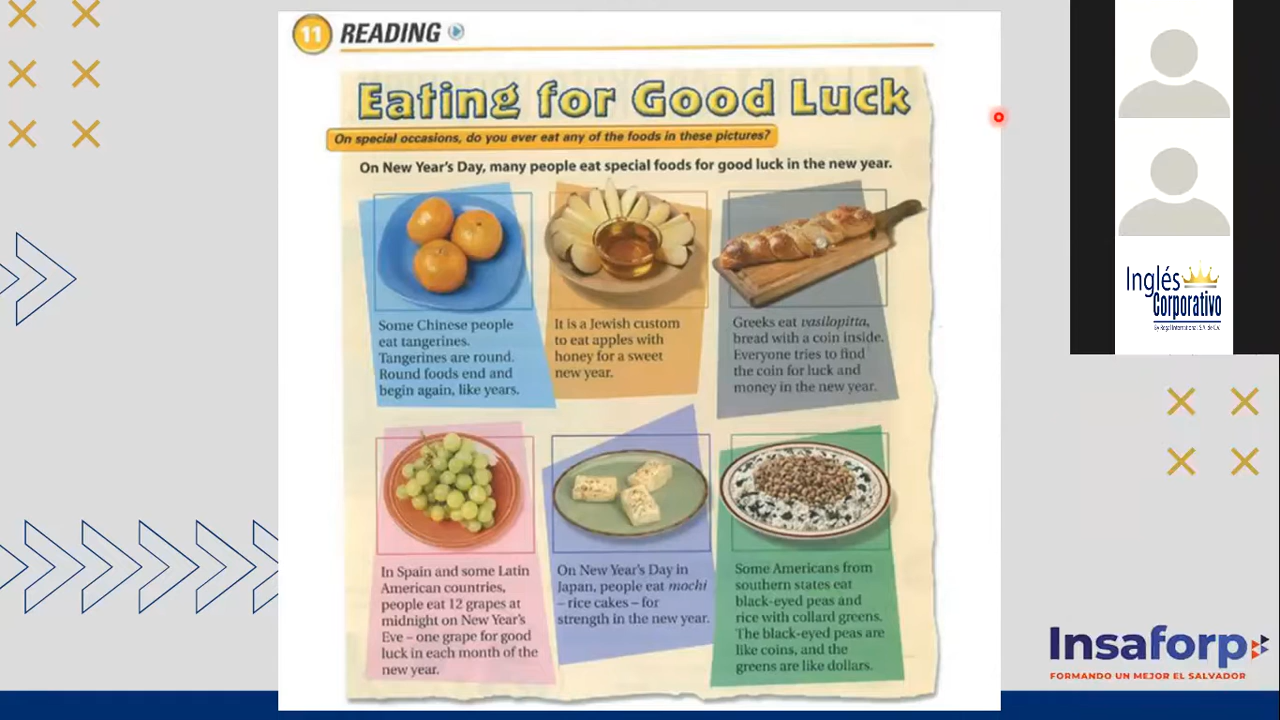 11 READING
Eating for Good Luck
On special occasions, do you ever eat any of the foods in these pictures?
On New Year's Day, many people eat special foods for good luck in the new year.
Some Chinese people
eat tangerines.
Tangerines are round.
Round foods end and
begin again, like years.
It is a Jewish custom
to eat apples with
honey for a sweet
new year.
Greeks eat vasilopitta,
bread with a coin inside.
Everyone tries to find
the coin for luck and
money in the new year.
In Spain and some Latin
American countries,
people eat 12 grapes at
midnight on New Year's
Eve – one grape for good
luck in each month of the
new year.
On New Year's Day in
Japan, people eat mochi
– rice cakes – for
strength in the new year.
Some Americans from
southern states eat
black-eyed peas and
rice with collard greens.
The black-eyed peas are
like coins, and the
greens are like dollars.
Inglés
Corporativo
By Regal International S.A. de C.V.
Insaforp
FORMANDO UN MEJOR EL SALVADOR